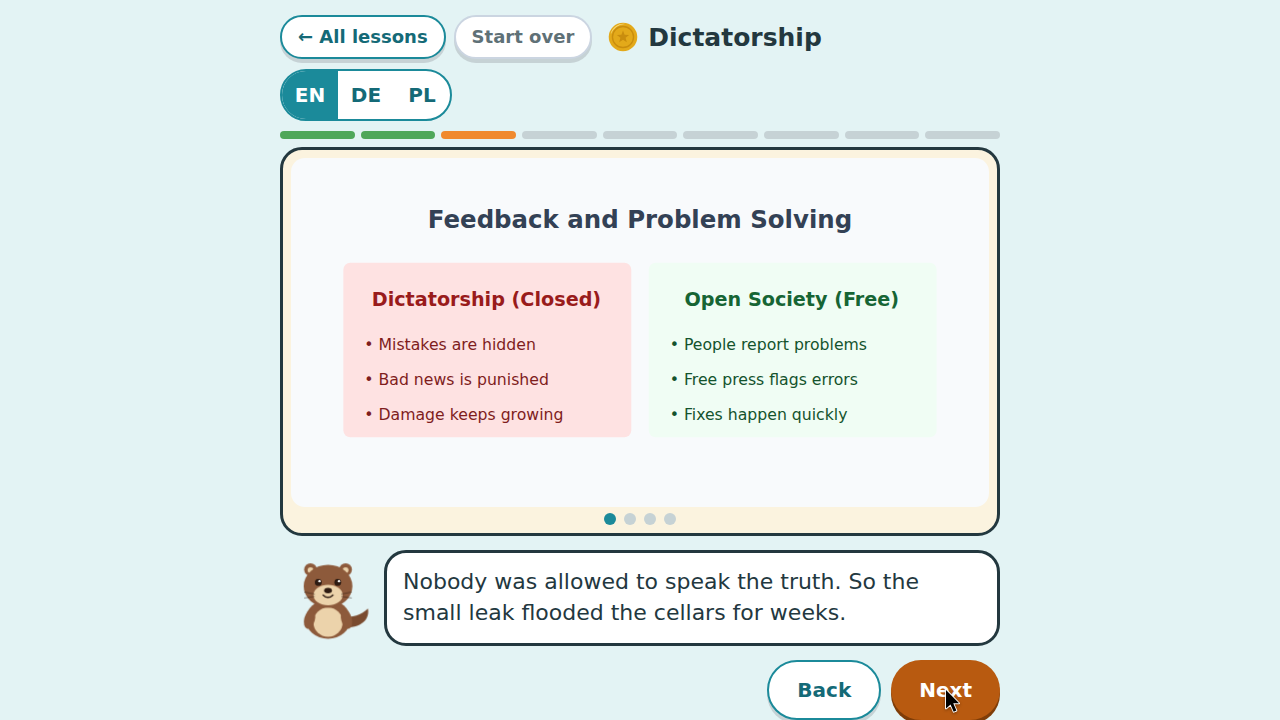 ← All lessons
Start over
Dictatorship
EN DE PL
Feedback and Problem Solving
Dictatorship (Closed)
• Mistakes are hidden
• Bad news is punished
• Damage keeps growing
Open Society (Free)
• People report problems
• Free press flags errors
• Fixes happen quickly
Nobody was allowed to speak the truth. So the
small leak flooded the cellars for weeks.
Back
Next